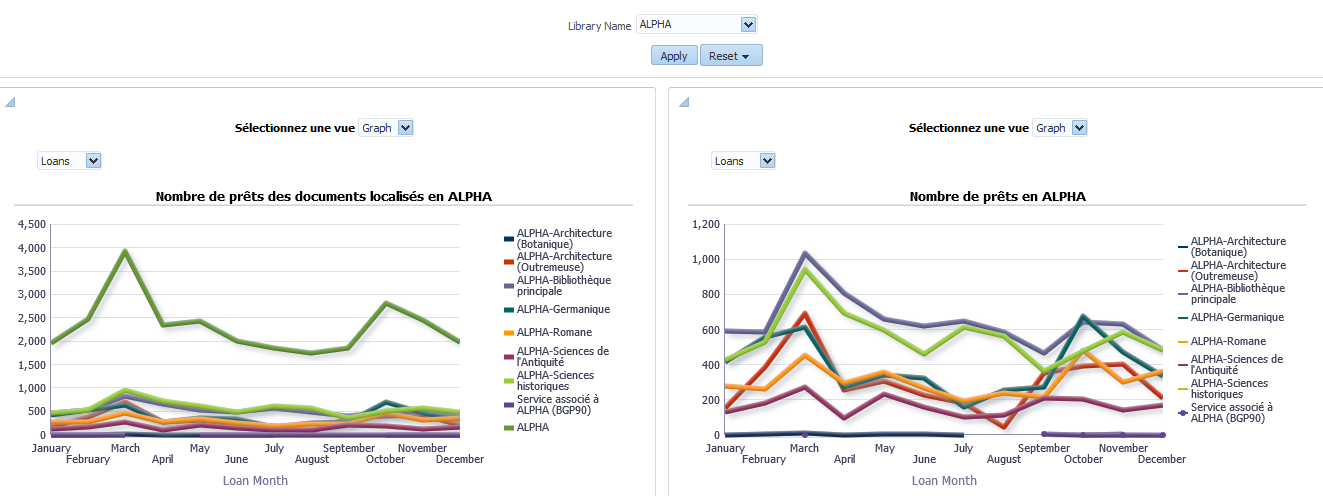 Library Name ALPHA
Apply Reset
Sélectionnez une vue Graph
Loans
Nombre de prêts des documents localisés en ALPHA
4,500
4,000
3,500
3,000
2,500
2,000
1,500
1,000
500
0
January
February
March
April
May
June
July
August
September
October
November
December
Loan Month
ALPHA-Architecture
(Botanique)
ALPHA-Architecture
(Outremeuse)
ALPHA-Bibliothèque
principale
ALPHA-Germanique
ALPHA-Romane
ALPHA-Sciences de
l'Antiquité
ALPHA-Sciences
historiques
Service associé à
ALPHA (BGP90)
ALPHA
Sélectionnez une vue Graph
Loans
Nombre de prêts en ALPHA
1,200
1,000
800
600
400
200
0
January
February
March
April
May
June
July
August
September
October
November
December
Loan Month
ALPHA-Architecture
(Botanique)
ALPHA-Architecture
(Outremeuse)
ALPHA-Bibliothèque
principale
ALPHA-Germanique
ALPHA-Romane
ALPHA-Sciences de
l'Antiquité
ALPHA-Sciences
historiques
Service associé à
ALPHA (BGP90)